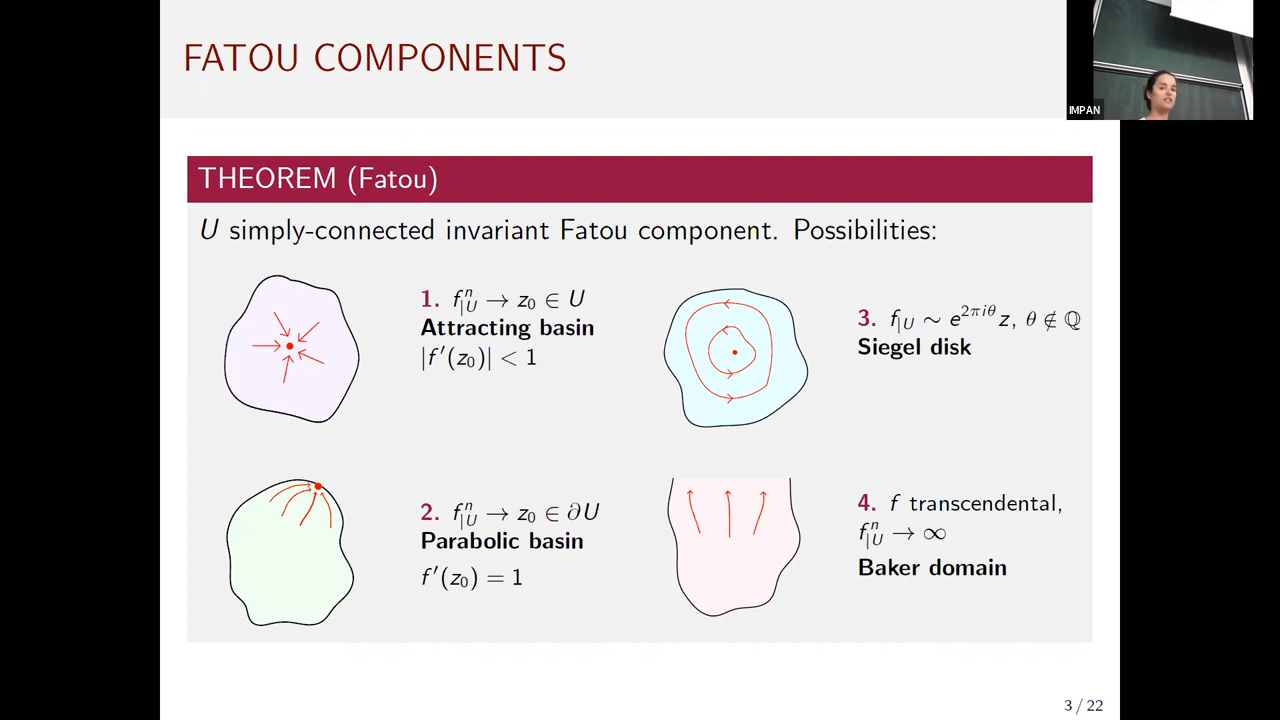 FATOU COMPONENTS
IMPAN
THEOREM (Fatou)
U simply-connected invariant Fatou component. Possibilities:
1. f^n_{|U} → z_0 ∈ U
Attracting basin
|f′(z_0)| < 1
3. f_{|U} ∼ e^{2πiθ}z, θ ∉ ℚ
Siegel disk
2. f^n_{|U} → z_0 ∈ ∂U
Parabolic basin
f′(z_0) = 1
4. f transcendental,
f^n_{|U} → ∞
Baker domain
3 / 22